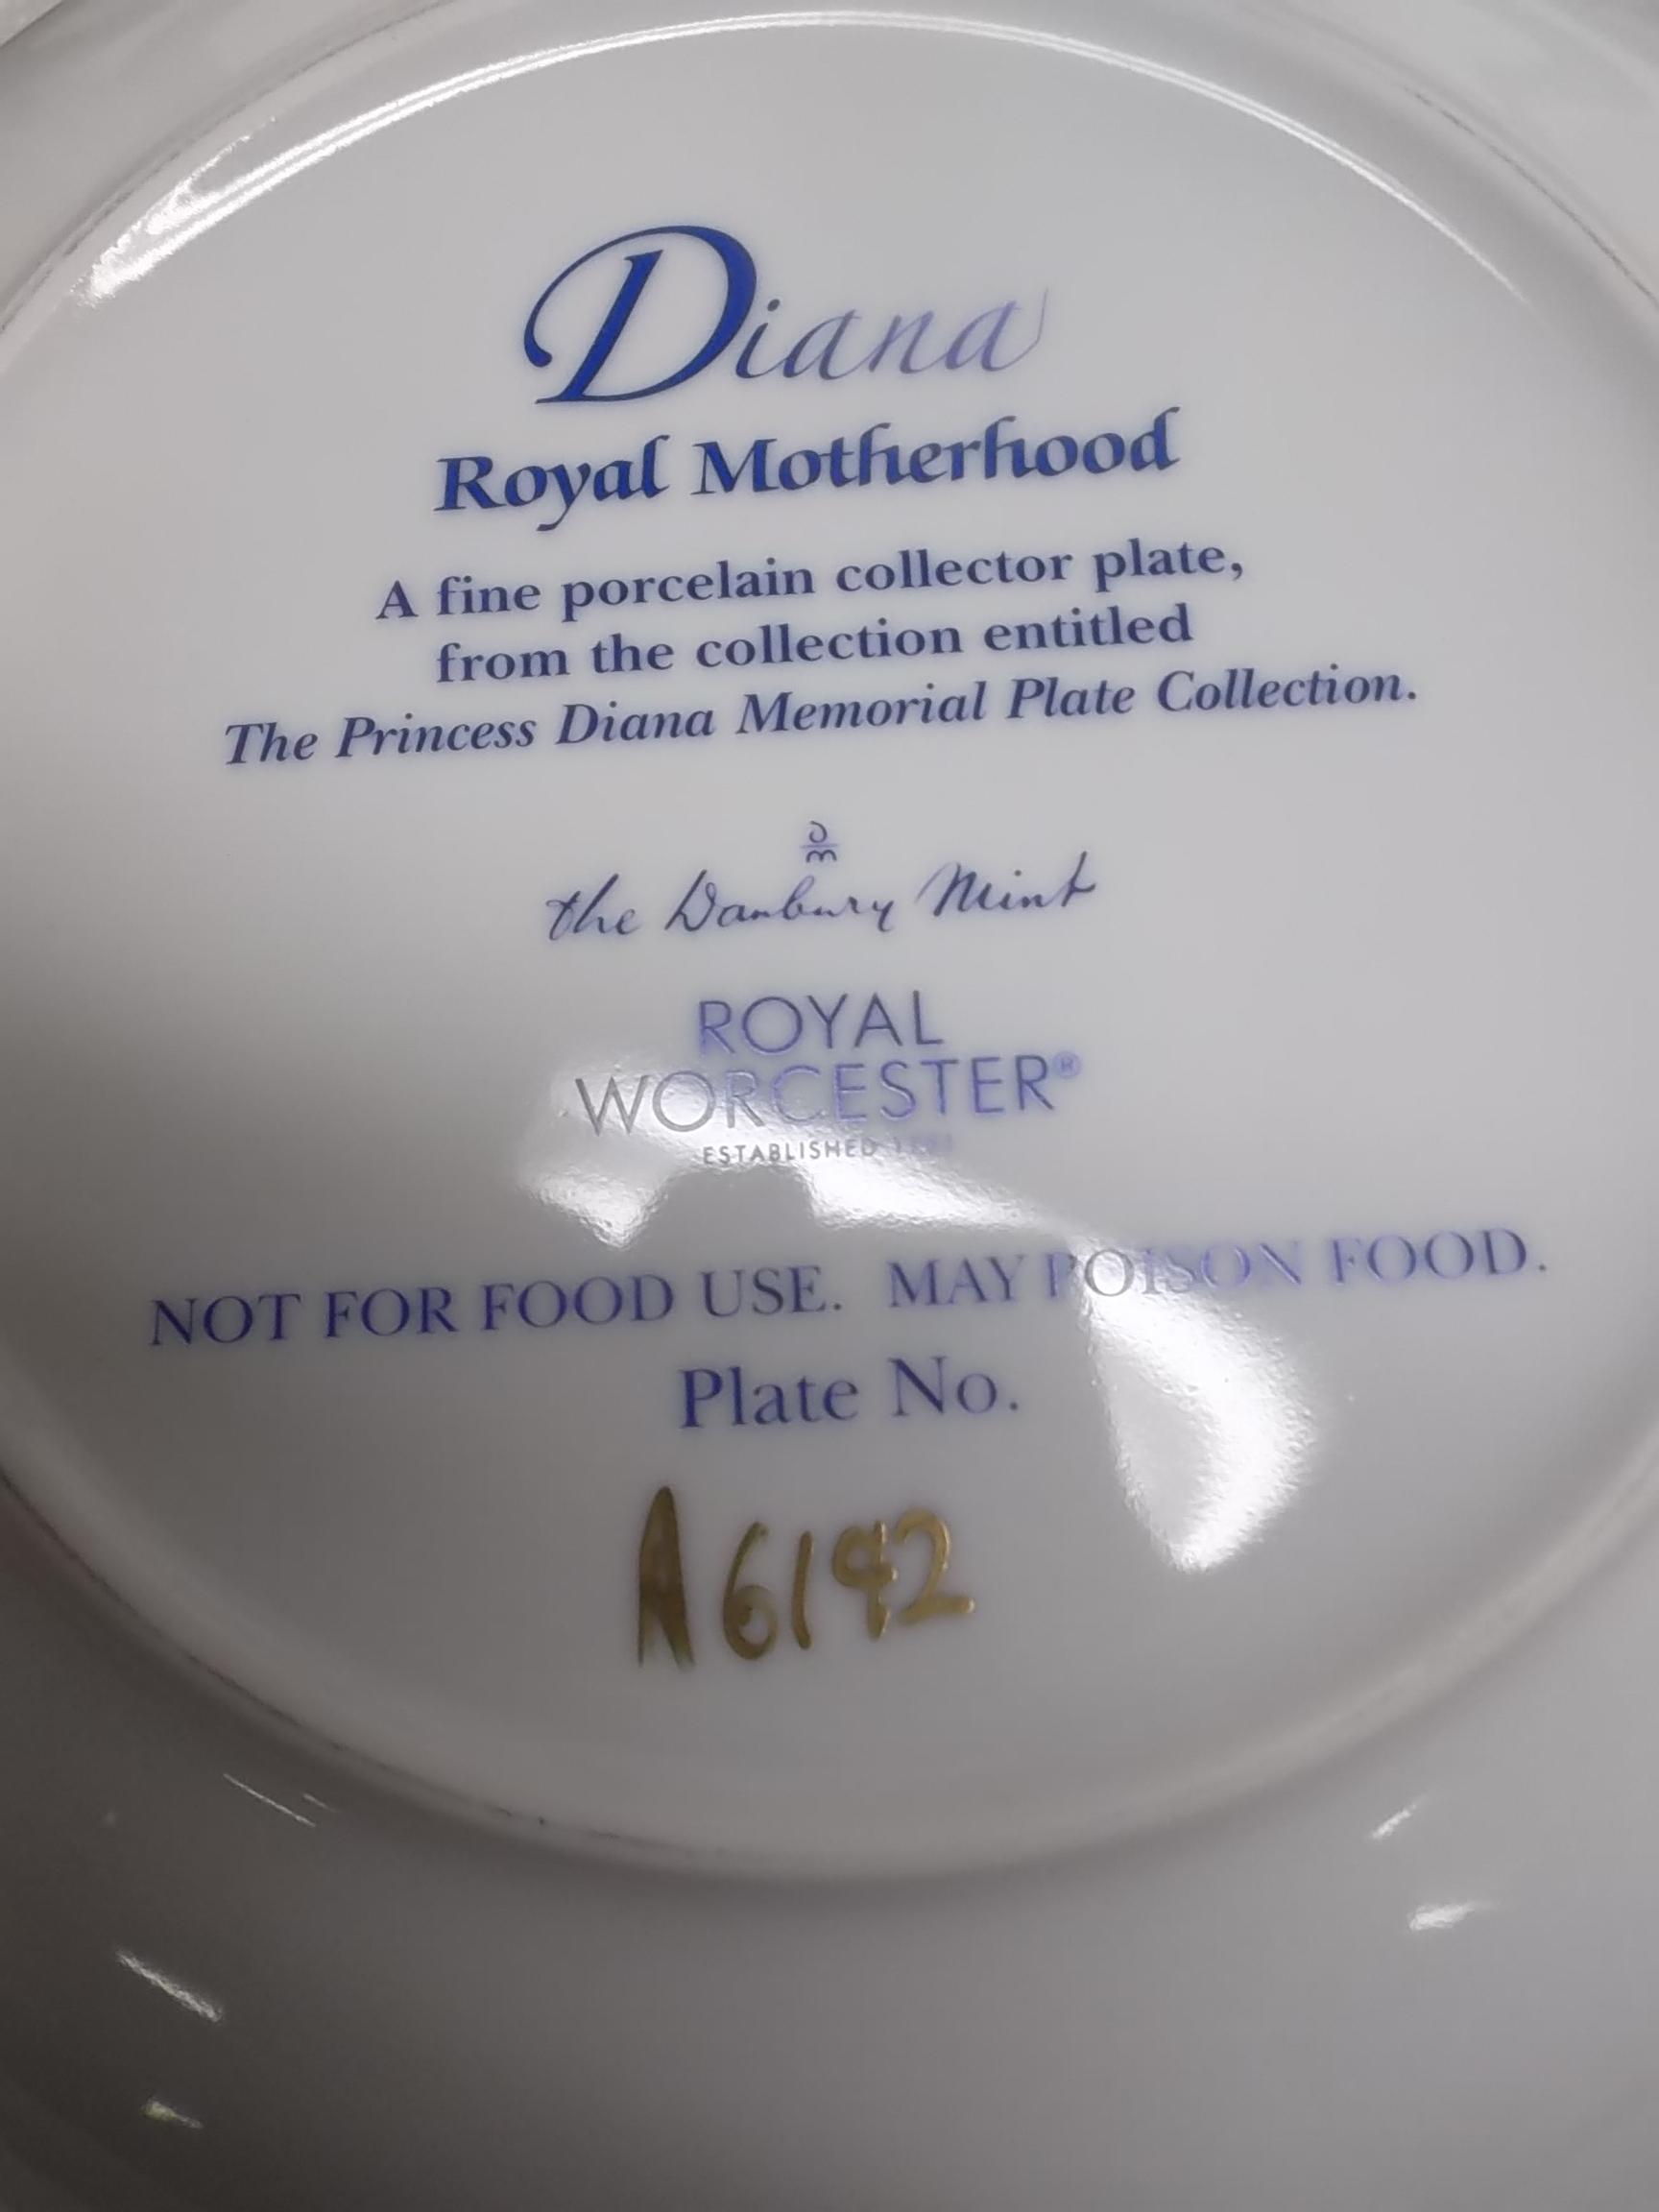 Diana
Royal Motherhood
A fine porcelain collector plate,
from the collection entitled
The Princess Diana Memorial Plate Collection.
DM
the Danbury Mint
ROYAL
WORCESTER®
ESTABLISHED
NOT FOR FOOD USE. MAY POISON FOOD.
Plate No.
A6192